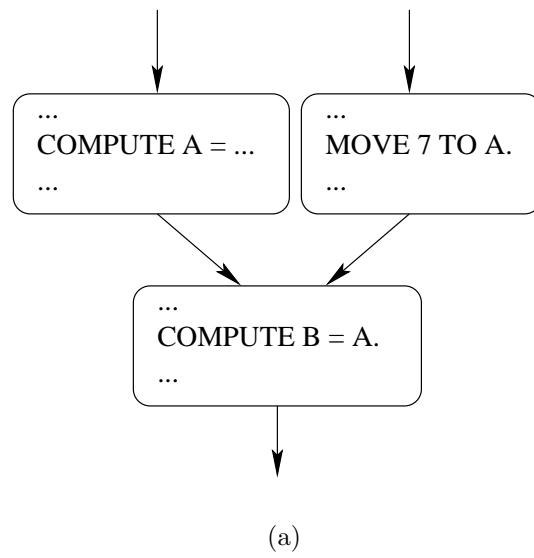 ...
COMPUTE A = ...
...
...
MOVE 7 TO A.
...
...
COMPUTE B = A.
...
(a)